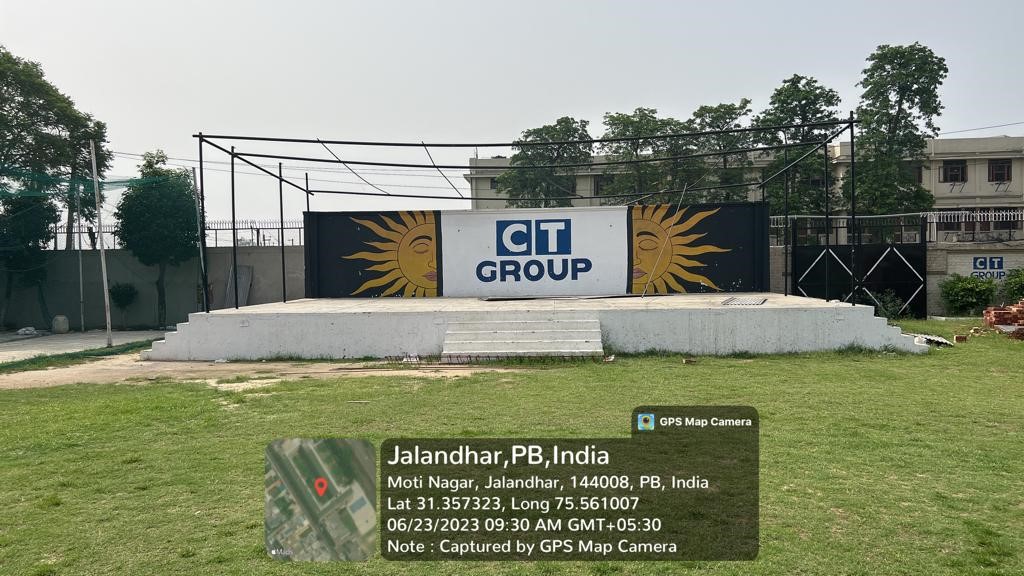 CT
GROUP
CT
GROUP
GPS Map Camera
Jalandhar,PB,India
Moti Nagar, Jalandhar, 144008, PB, India
Lat 31.357323, Long 75.561007
06/23/2023 09:30 AM GMT+05:30
Note : Captured by GPS Map Camera
Maps